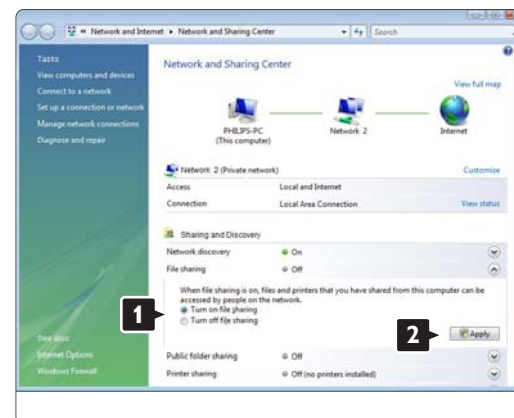 Network and Internet ▸ Network and Sharing Center
Search
Tasks
View computers and devices
Connect to a network
Set up a connection or network
Manage network connections
Diagnose and repair
See also
Internet Options
Windows Firewall
Network and Sharing Center
View full map
PHILIPS-PC
(This computer)
Network 2
Internet
Network 2 (Private network)
Customize
Access Local and Internet
Connection Local Area Connection View status
Sharing and Discovery
Network discovery On
File sharing Off
When file sharing is on, files and printers that you have shared from this computer can be
accessed by people on the network.
1
Turn on file sharing
Turn off file sharing
2
Apply
Public folder sharing Off
Printer sharing Off (no printers installed)